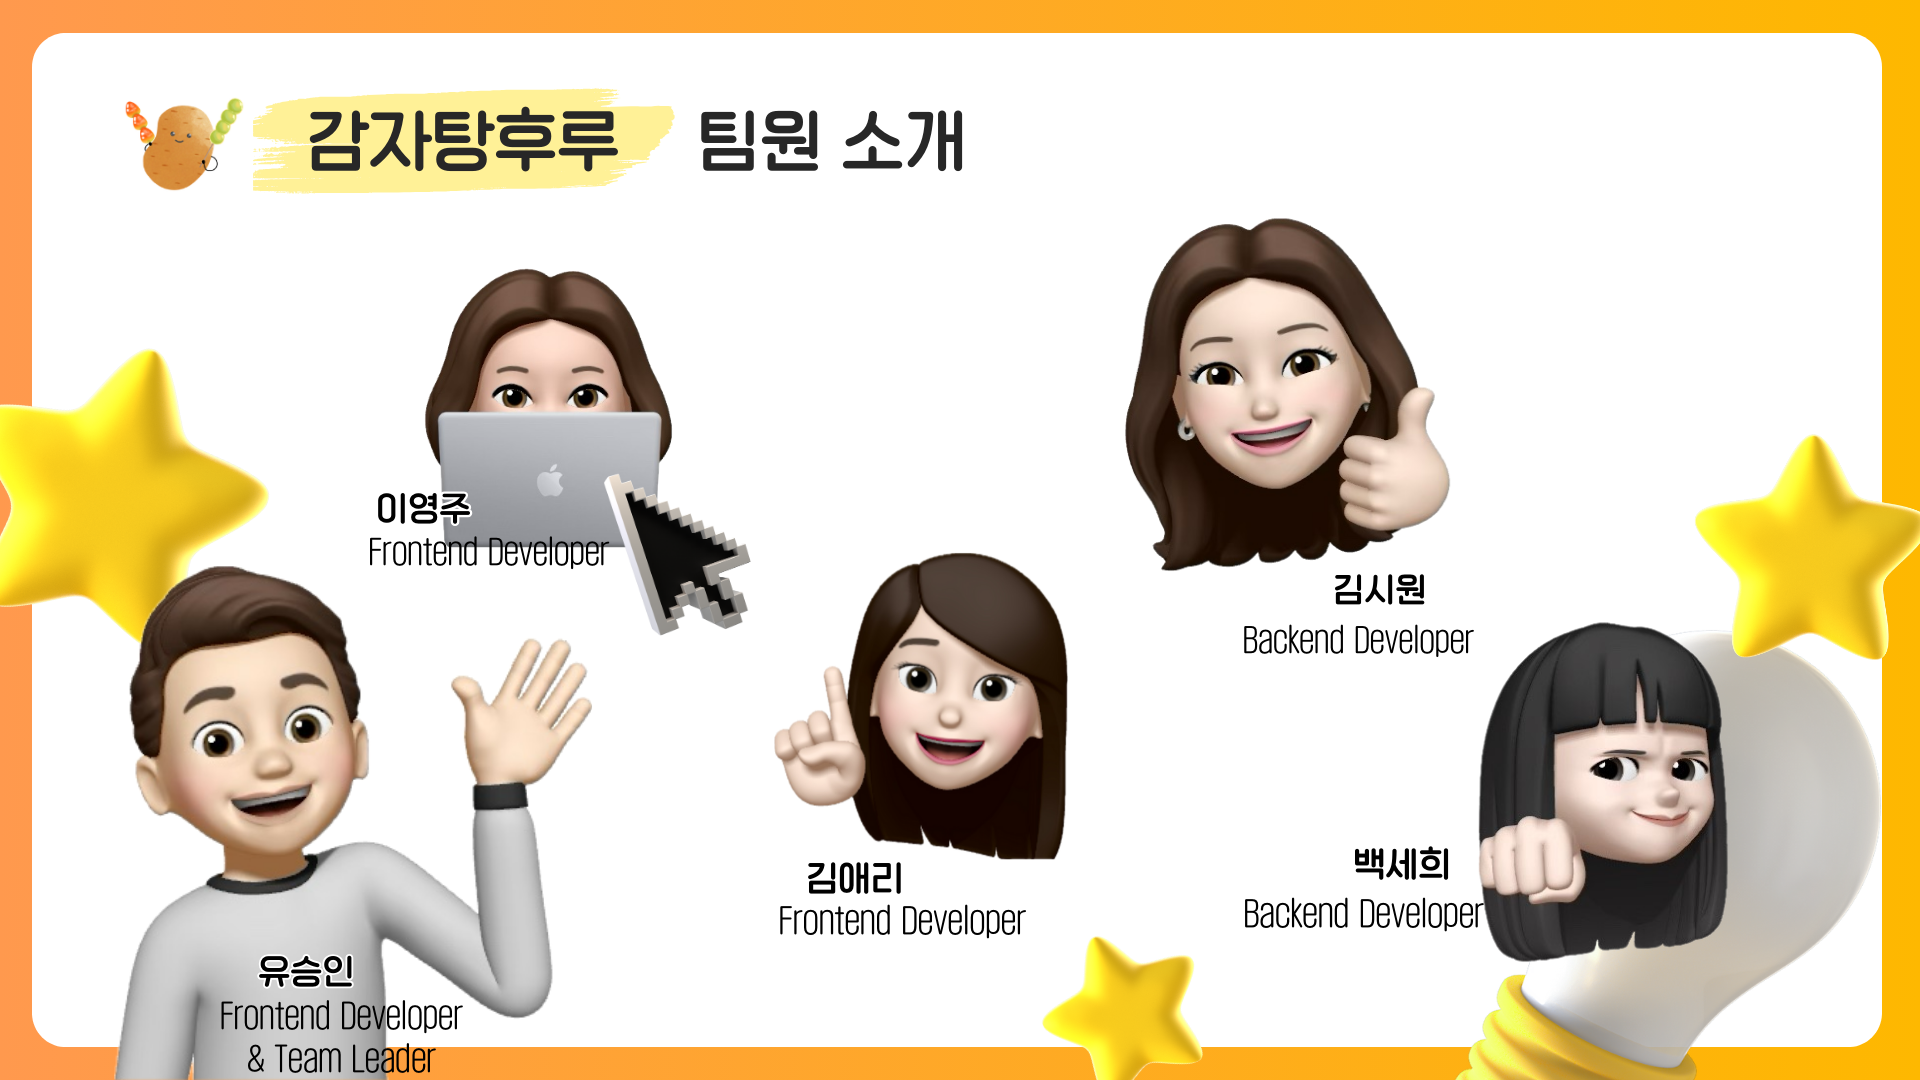 감자탕후루 팀원 소개
이영주
Frontend Developer
김시원
Backend Developer
김애리
Frontend Developer
백세희
Backend Developer
유승인
Frontend Developer
& Team Leader